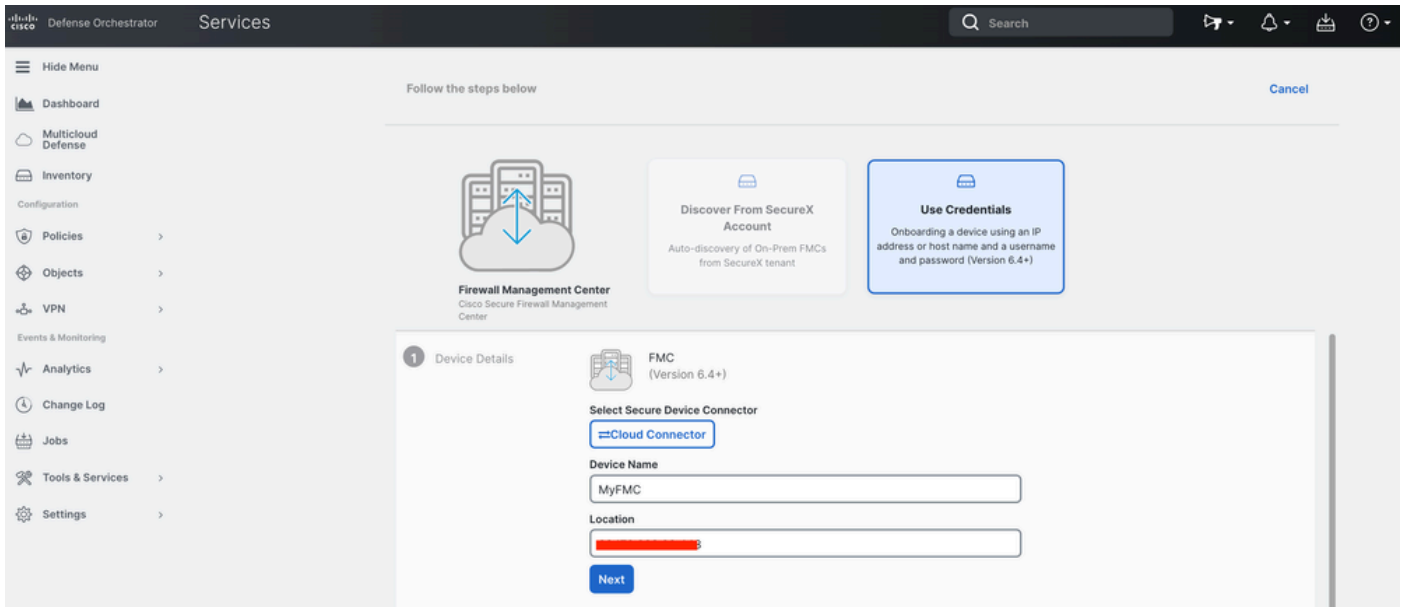 cisco Defense Orchestrator Services Search
Hide Menu
Dashboard
Multicloud
Defense
Inventory
Configuration
Policies
Objects
VPN
Events & Monitoring
Analytics
Change Log
Jobs
Tools & Services
Settings
Follow the steps below Cancel
Firewall Management Center
Cisco Secure Firewall Management
Center
Discover From SecureX
Account
Auto-discovery of On-Prem FMCs
from SecureX tenant
Use Credentials
Onboarding a device using an IP
address or host name and a username
and password (Version 6.4+)
1 Device Details
FMC
(Version 6.4+)
Select Secure Device Connector
Cloud Connector
Device Name
MyFMC
Location
Next